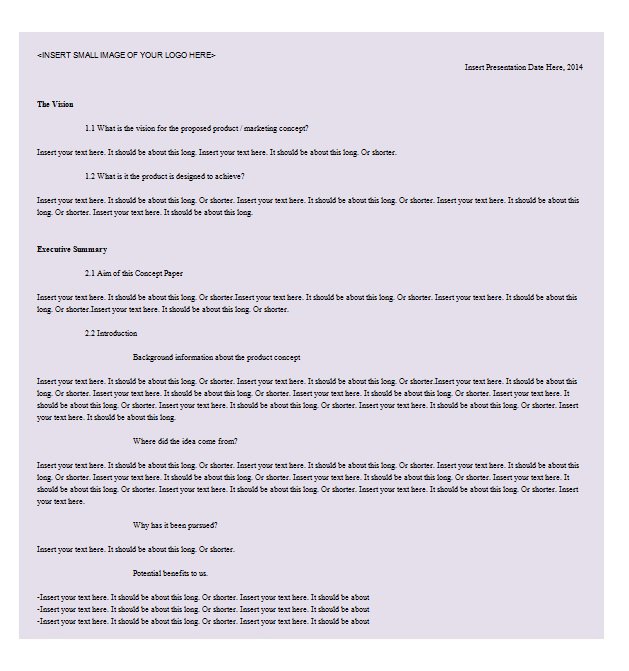 <INSERT SMALL IMAGE OF YOUR LOGO HERE>
Insert Presentation Date Here, 2014
The Vision
1.1 What is the vision for the proposed product / marketing concept?
Insert your text here. It should be about this long. Insert your text here. It should be about this long. Or shorter.
1.2 What is it the product is designed to achieve?
Insert your text here. It should be about this long. Or shorter. Insert your text here. It should be about this long. Or shorter. Insert your text here. It should be about this
long. Or shorter. Insert your text here. It should be about this long.
Executive Summary
2.1 Aim of this Concept Paper
Insert your text here. It should be about this long. Or shorter.Insert your text here. It should be about this long. Or shorter. Insert your text here. It should be about this
long. Or shorter.Insert your text here. It should be about this long. Or shorter.
2.2 Introduction
Background information about the product concept
Insert your text here. It should be about this long. Or shorter. Insert your text here. It should be about this long. Or shorter.Insert your text here. It should be about this
long. Or shorter. Insert your text here. It should be about this long. Or shorter. Insert your text here. It should be about this long. Or shorter. Insert your text here. It
should be about this long. Or shorter. Insert your text here. It should be about this long. Or shorter. Insert your text here. It should be about this long. Or shorter. Insert
your text here. It should be about this long.
Where did the idea come from?
Insert your text here. It should be about this long. Or shorter. Insert your text here. It should be about this long. Or shorter. Insert your text here. It should be about this
long. Or shorter. Insert your text here. It should be about this long. Or shorter. Insert your text here. It should be about this long. Or shorter. Insert your text here. It
should be about this long. Or shorter. Insert your text here. It should be about this long. Or shorter. Insert your text here. It should be about this long. Or shorter. Insert
your text here.
Why has it been pursued?
Insert your text here. It should be about this long. Or shorter.
Potential benefits to us.
-Insert your text here. It should be about this long. Or shorter. Insert your text here. It should be about
-Insert your text here. It should be about this long. Or shorter. Insert your text here. It should be about
-Insert your text here. It should be about this long. Or shorter. Insert your text here. It should be about